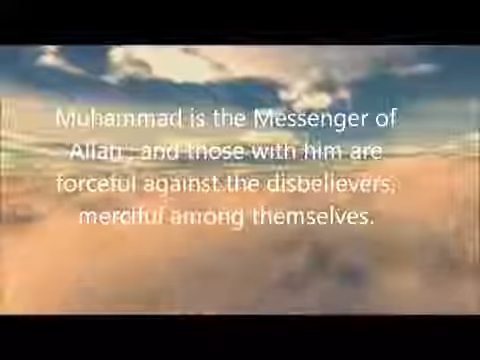 Muhammad is the Messenger of
Allah ; and those with him are
forceful against the disbelievers,
merciful among themselves.